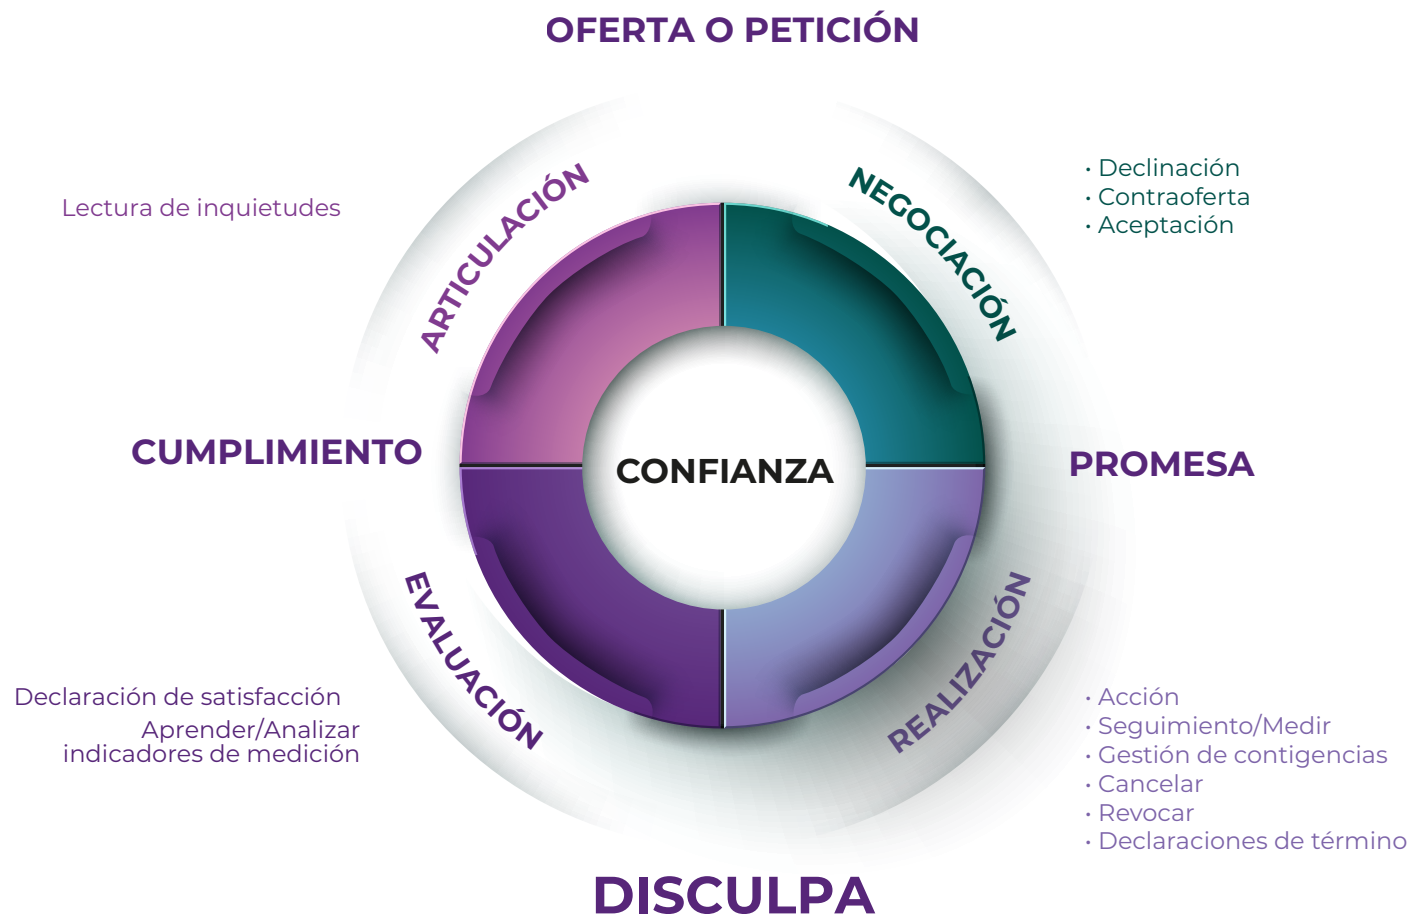 OFERTA O PETICIÓN
ARTICULACIÓN
Lectura de inquietudes
NEGOCIACIÓN
· Declinación
· Contraoferta
· Aceptación
CUMPLIMIENTO
CONFIANZA
PROMESA
EVALUACIÓN
Declaración de satisfacción
Aprender/Analizar
indicadores de medición
REALIZACIÓN
· Acción
· Seguimiento/Medir
· Gestión de contigencias
· Cancelar
· Revocar
· Declaraciones de término
DISCULPA